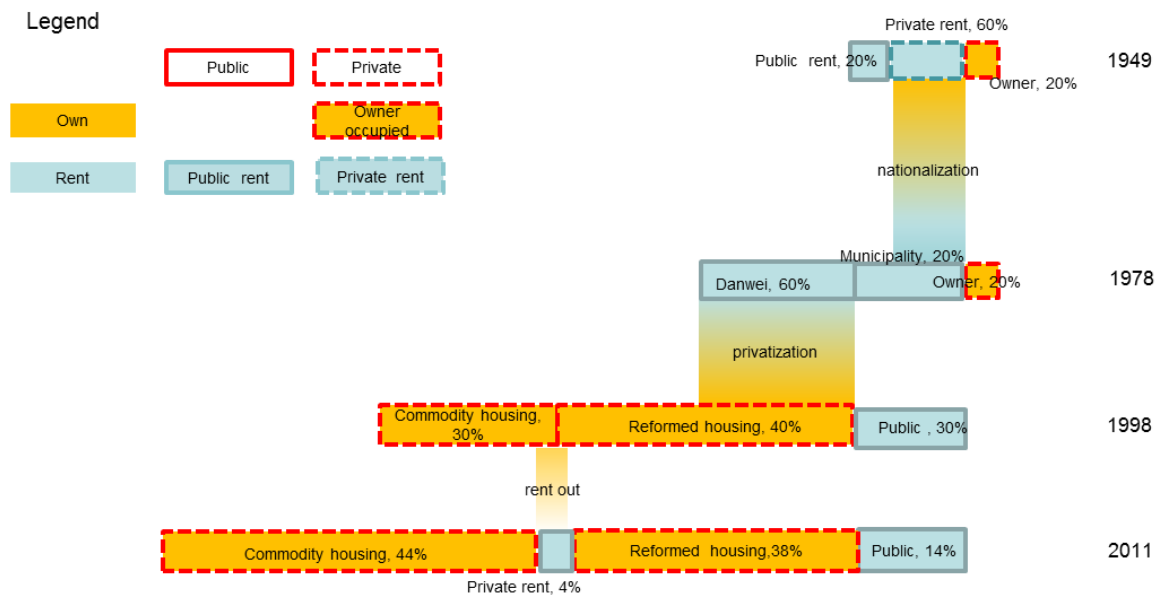 Legend
Private rent, 60%
Public rent, 20%
1949
Public
Private
Owner, 20%
Own
Owner
occupied
Rent
Public rent
Private rent
nationalization
Municipality, 20%
Danwei, 60%
Owner, 20%
1978
privatization
Commodity housing,
30%
Reformed housing, 40%
Public , 30%
1998
rent out
Commodity housing, 44%
Reformed housing,38%
Public, 14%
2011
Private rent, 4%